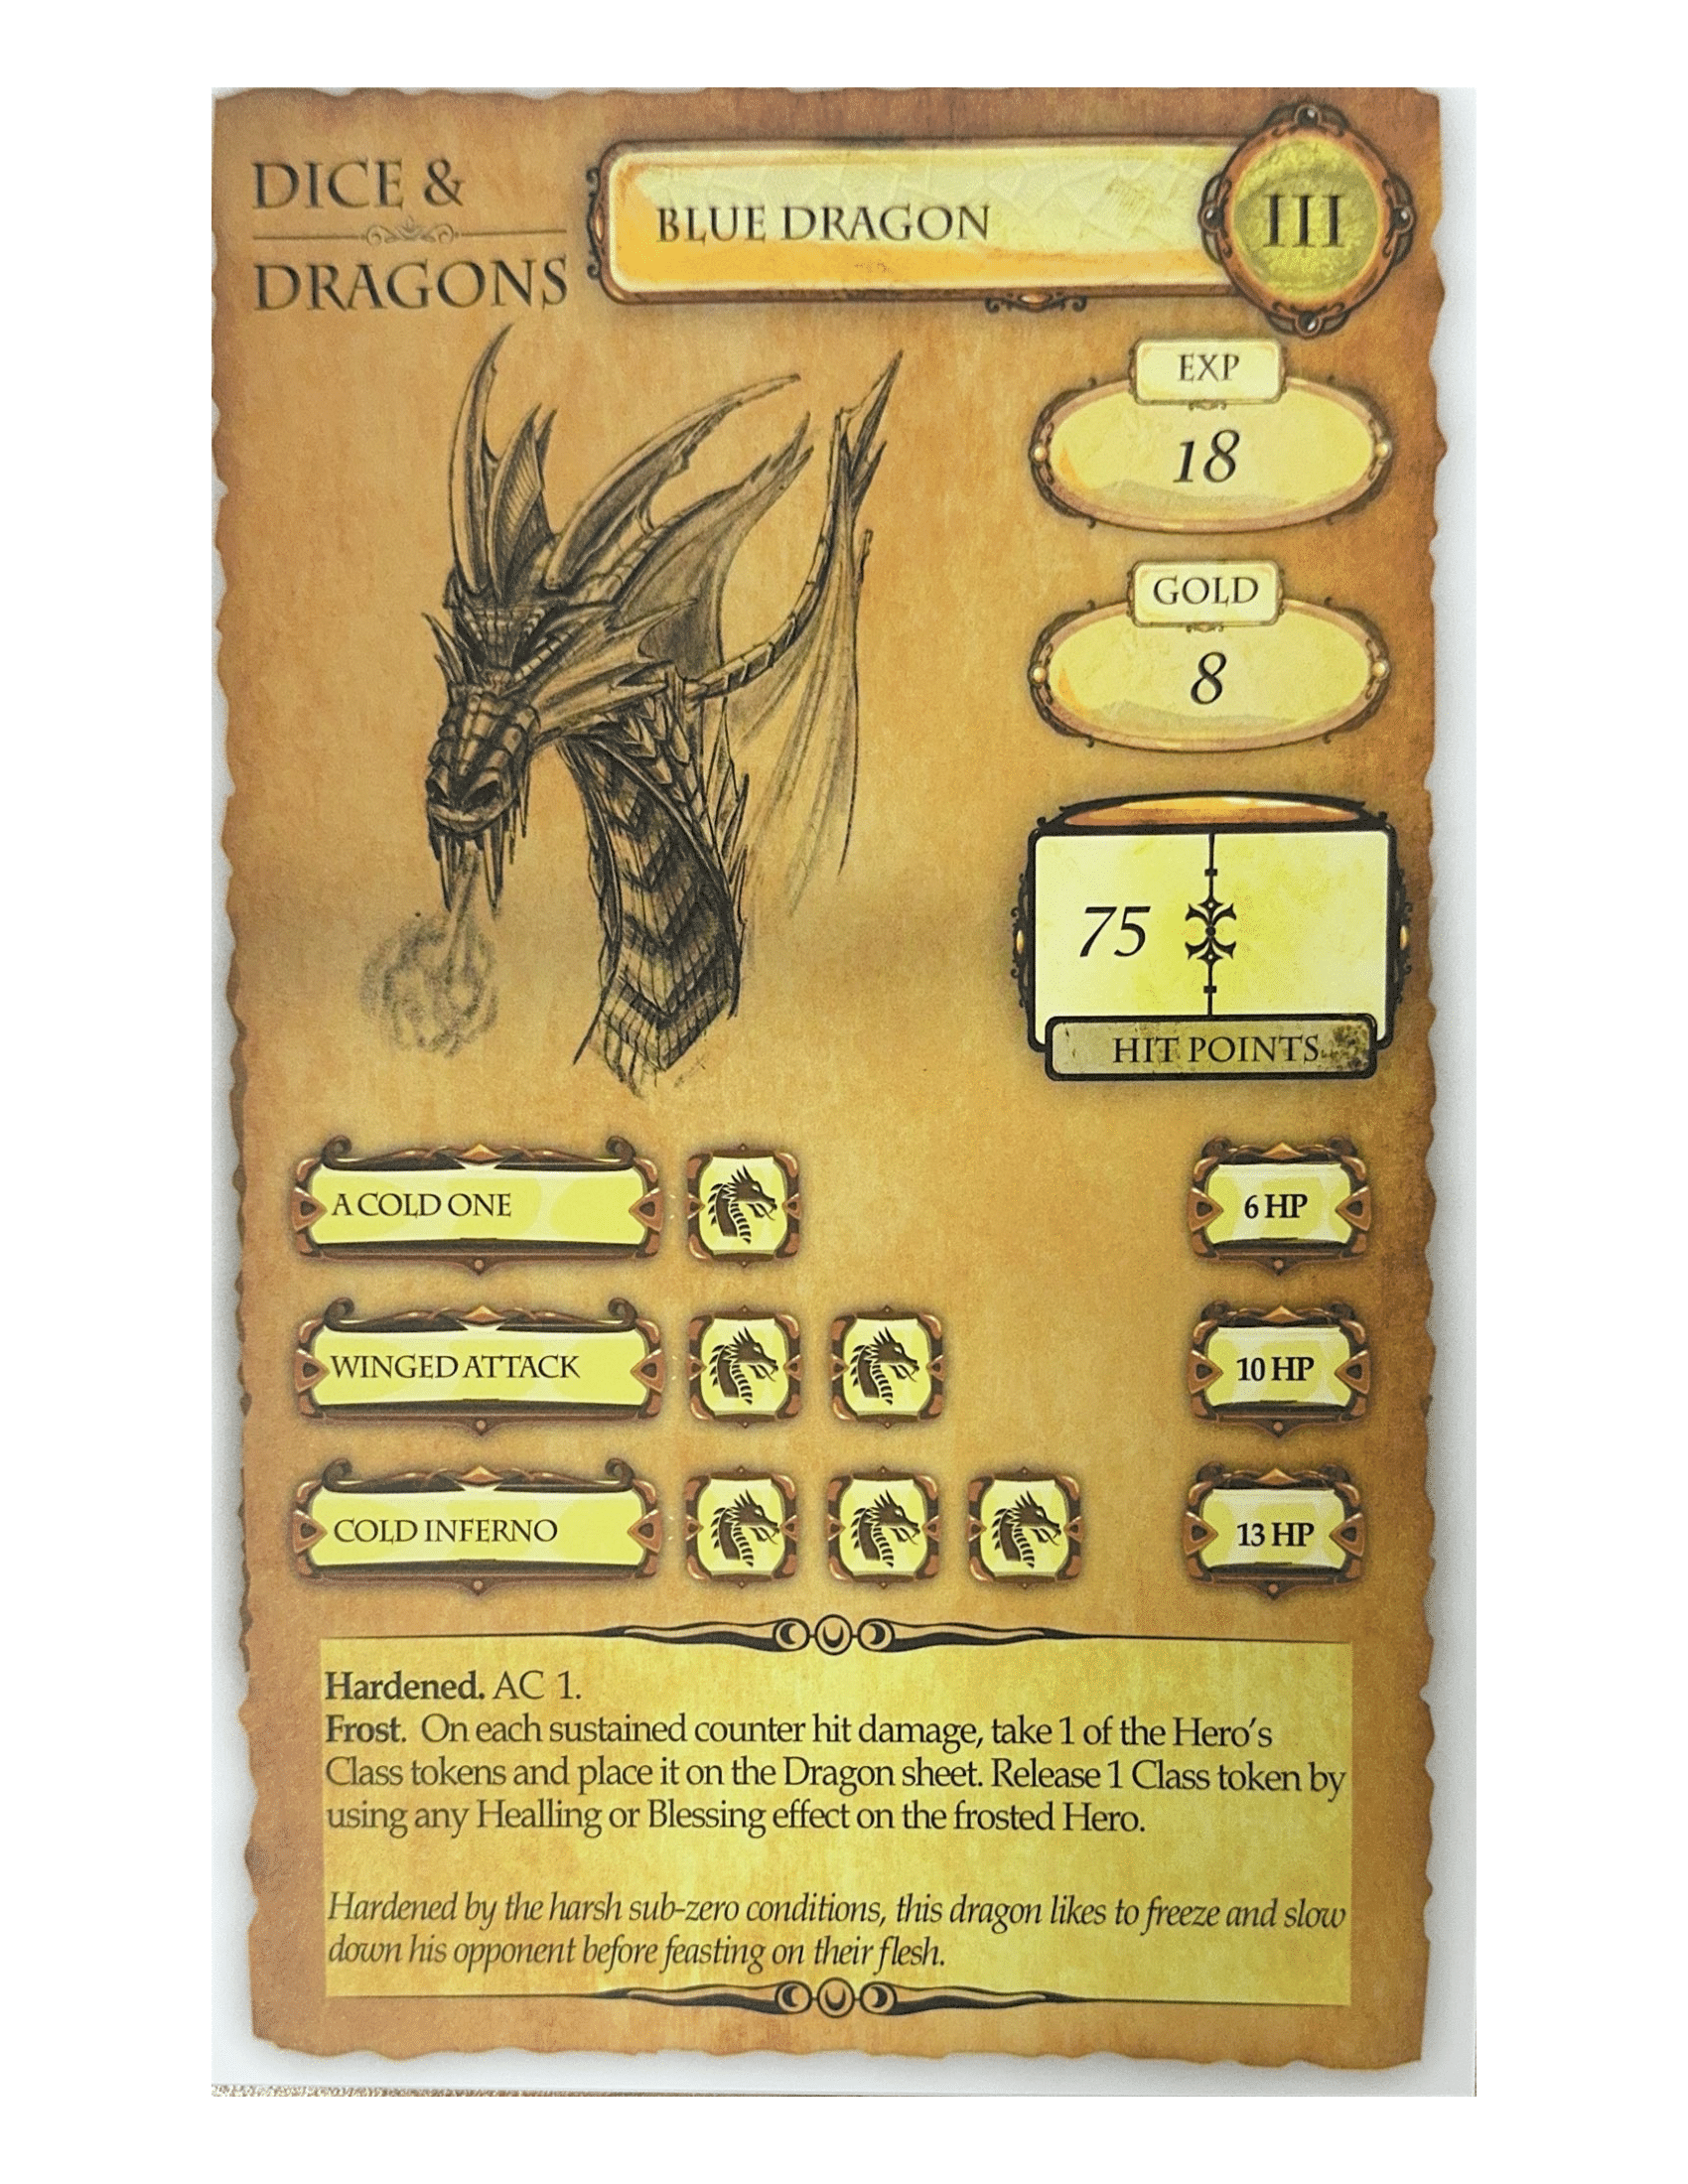 DICE &
DRAGONS
BLUE DRAGON
III
EXP
18
GOLD
8
75
HIT POINTS
A COLD ONE
6 HP
WINGED ATTACK
10 HP
COLD INFERNO
13 HP
Hardened. AC 1.
Frost. On each sustained counter hit damage, take 1 of the Hero's
Class tokens and place it on the Dragon sheet. Release 1 Class token by
using any Healling or Blessing effect on the frosted Hero.
Hardened by the harsh sub-zero conditions, this dragon likes to freeze and slow
down his opponent before feasting on their flesh.